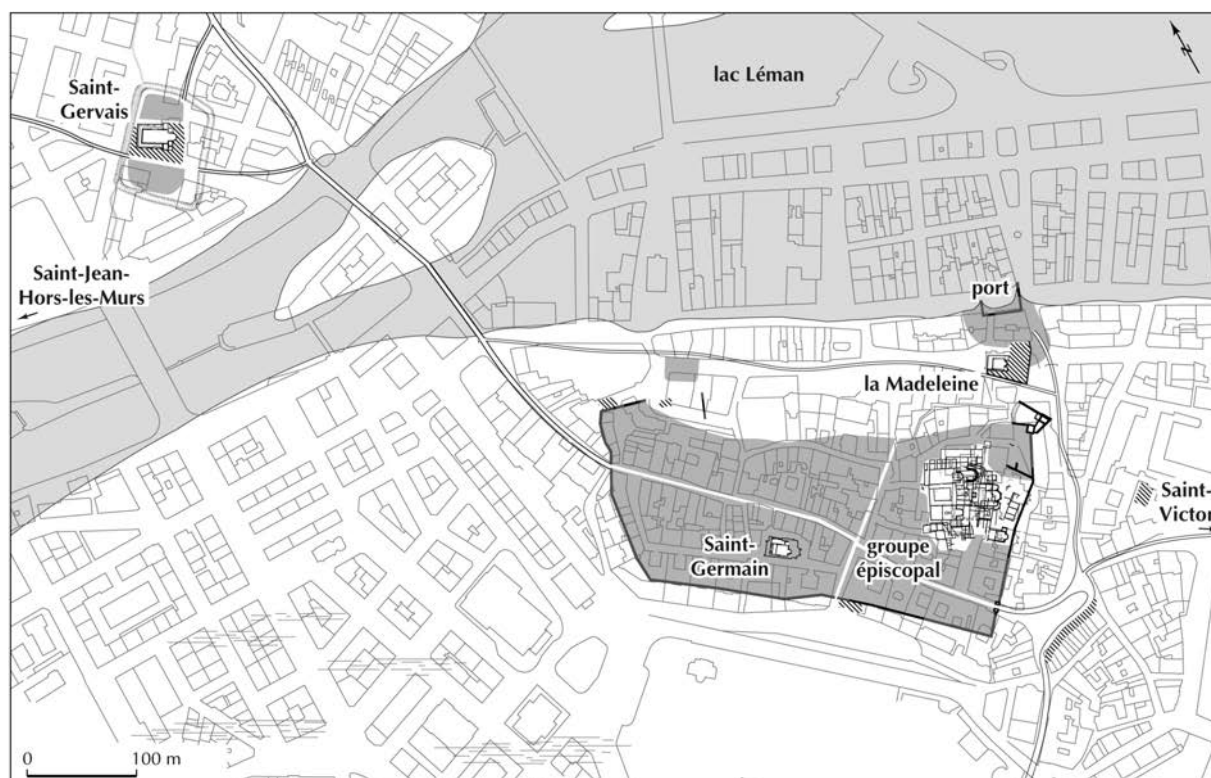 N
lac Léman
Saint-
Gervais
Saint-Jean-
Hors-les-Murs
port
la Madeleine
Saint-
Victor
Saint-
Germain
groupe
épiscopal
0
100 m